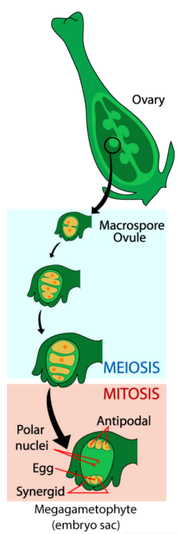 Ovary
Macrospore
Ovule
MEIOSIS
MITOSIS
Antipodal
Polar
nuclei
Egg
Synergid
Megagametophyte
(embryo sac)